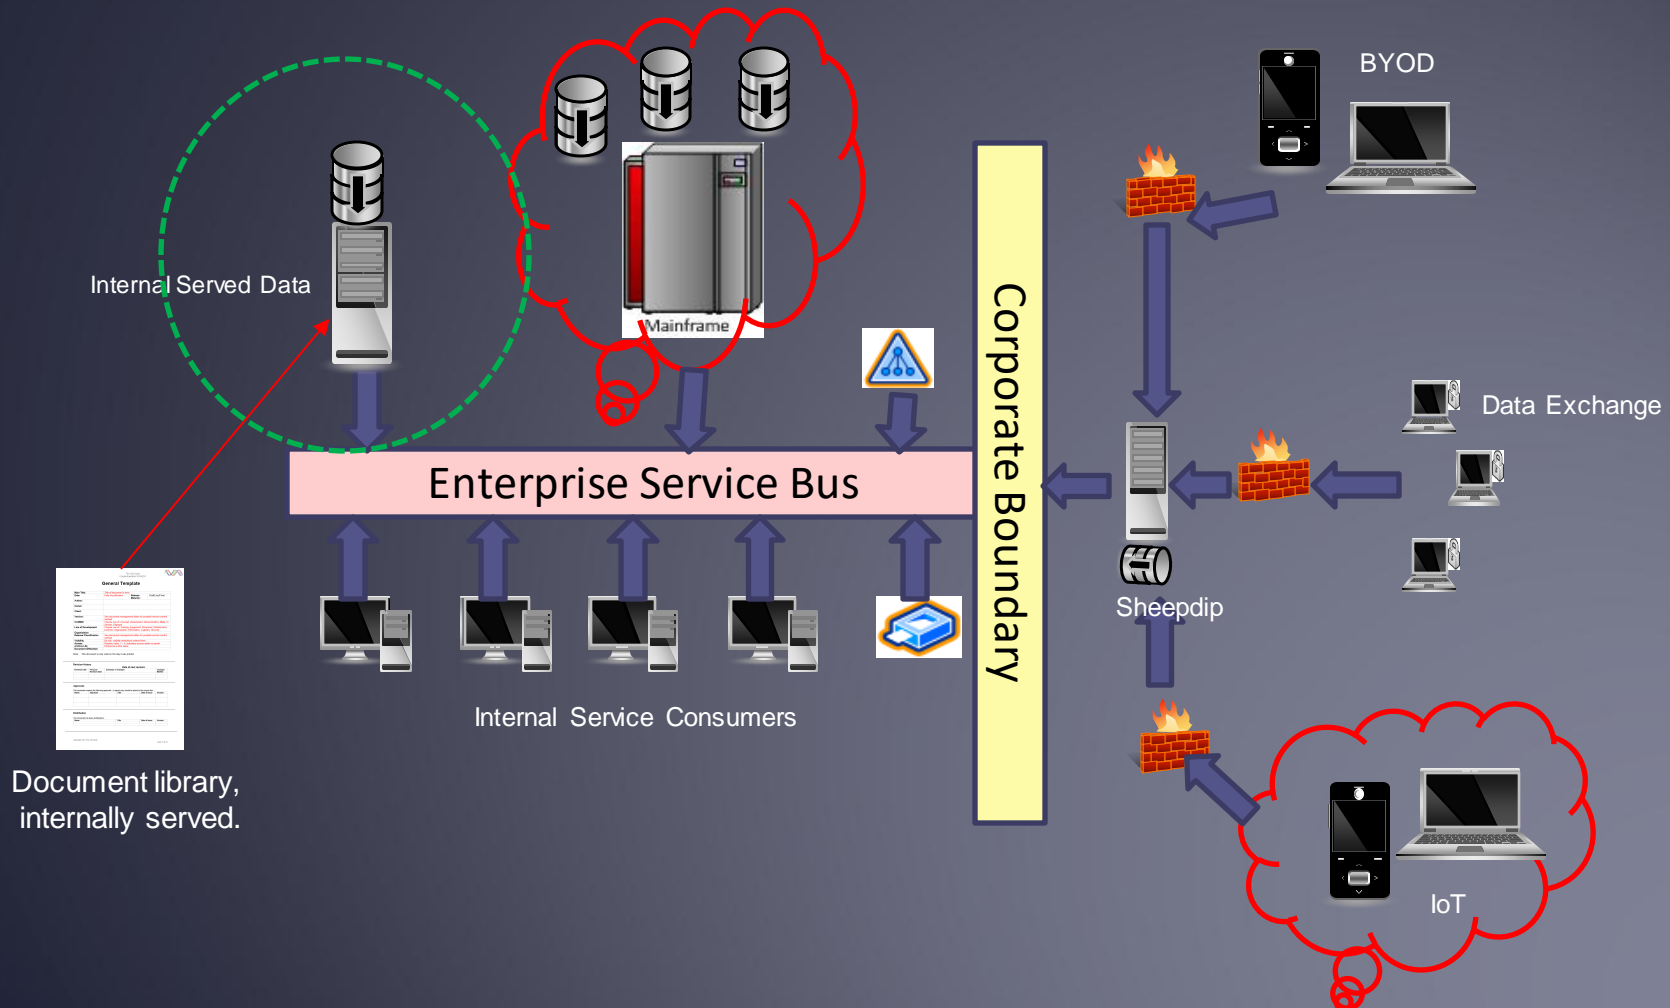 BYOD
Internal Served Data
Mainframe
Corporate Boundary
Data Exchange
Enterprise Service Bus
General Template
Sheepdip
Internal Service Consumers
Document library,
internally served.
IoT